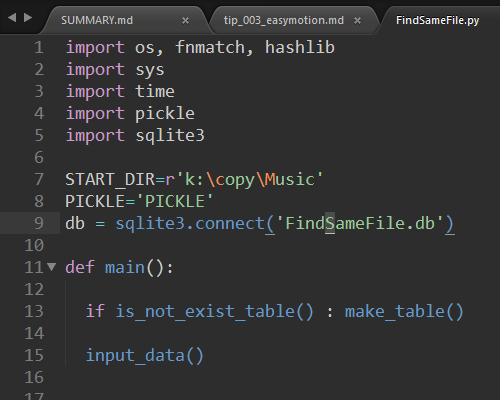 SUMMARY.md × tip_003_easymotion.md × FindSameFile.py
1 import os, fnmatch, hashlib
2 import sys
3 import time
4 import pickle
5 import sqlite3
6
7 START_DIR=r'k:\copy\Music'
8 PICKLE='PICKLE'
9 db = sqlite3.connect('FindSameFile.db')
10
11 def main():
12
13 if is_not_exist_table() : make_table()
14
15 input_data()
16
17